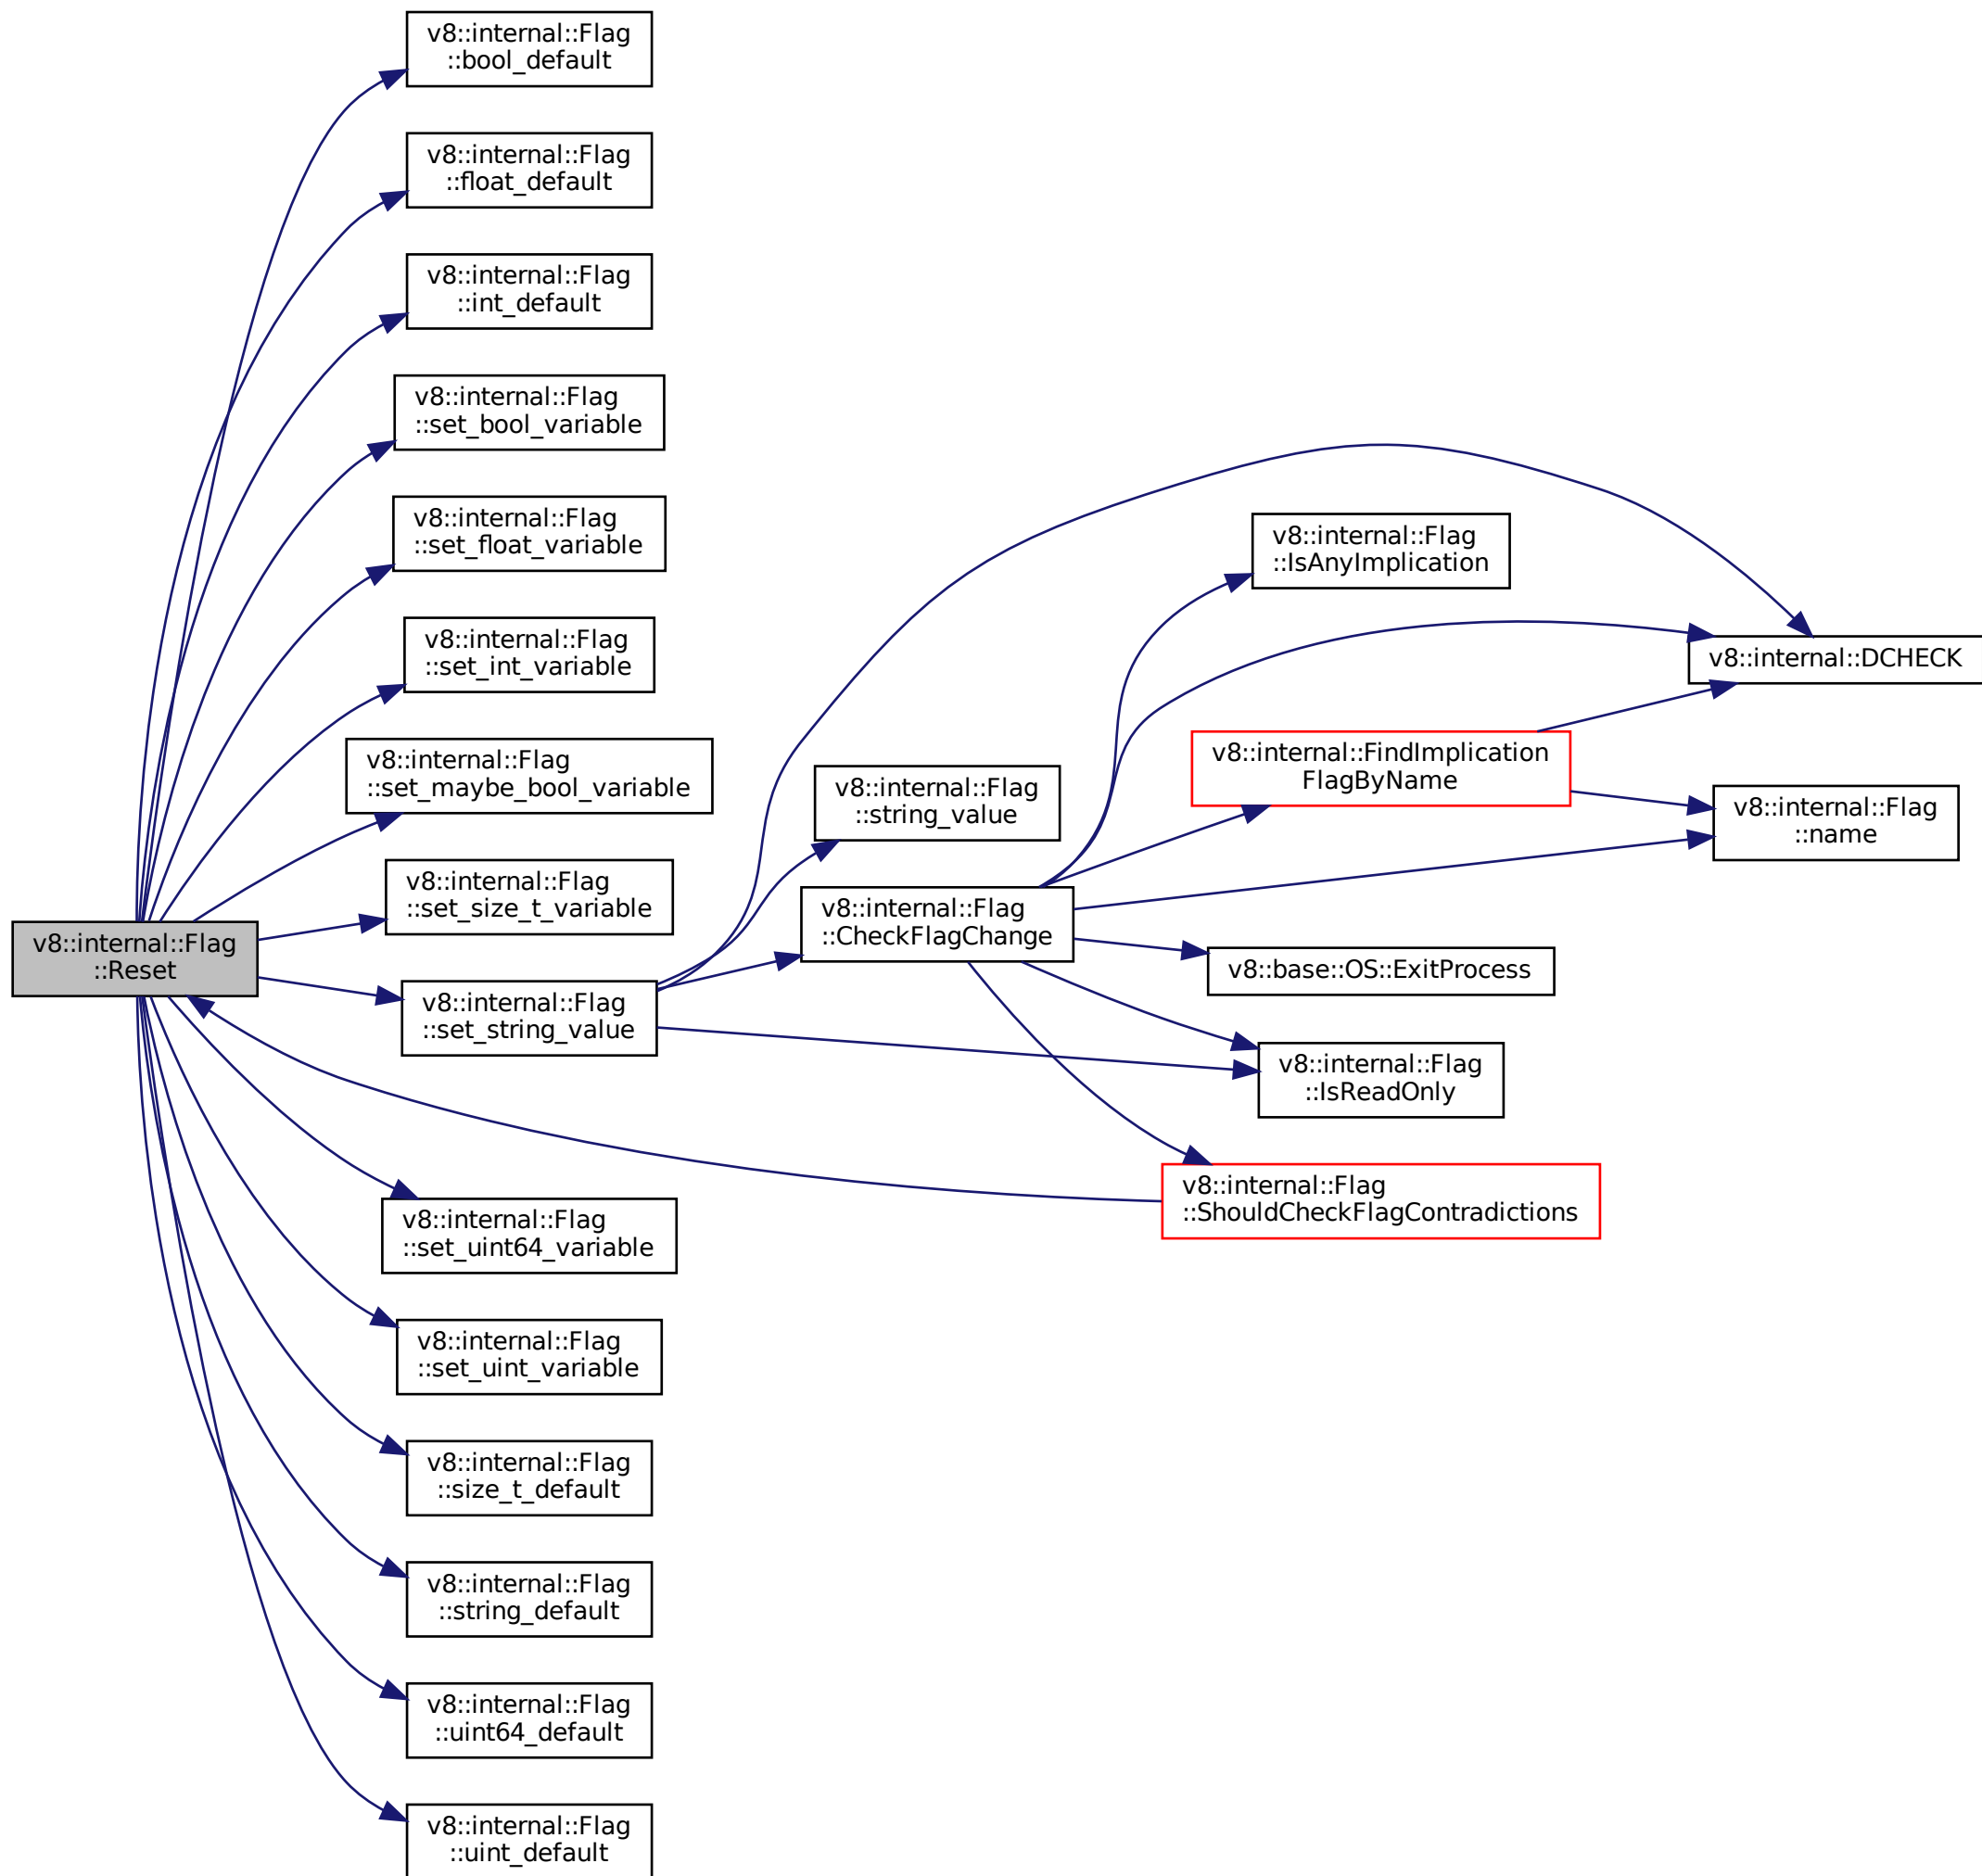 v8::internal::Flag
::bool_default
v8::internal::Flag
::float_default
v8::internal::Flag
::int_default
v8::internal::Flag
::set_bool_variable
v8::internal::Flag
::set_float_variable
v8::internal::Flag
::set_int_variable
v8::internal::Flag
::set_maybe_bool_variable
v8::internal::Flag
::set_size_t_variable
v8::internal::Flag
::Reset
v8::internal::Flag
::set_string_value
v8::internal::Flag
::set_uint64_variable
v8::internal::Flag
::set_uint_variable
v8::internal::Flag
::size_t_default
v8::internal::Flag
::string_default
v8::internal::Flag
::uint64_default
v8::internal::Flag
::uint_default
v8::internal::Flag
::string_value
v8::internal::Flag
::CheckFlagChange
v8::internal::Flag
::IsAnyImplication
v8::internal::FindImplication
FlagByName
v8::base::OS::ExitProcess
v8::internal::Flag
::IsReadOnly
v8::internal::Flag
::ShouldCheckFlagContradictions
v8::internal::DCHECK
v8::internal::Flag
::name